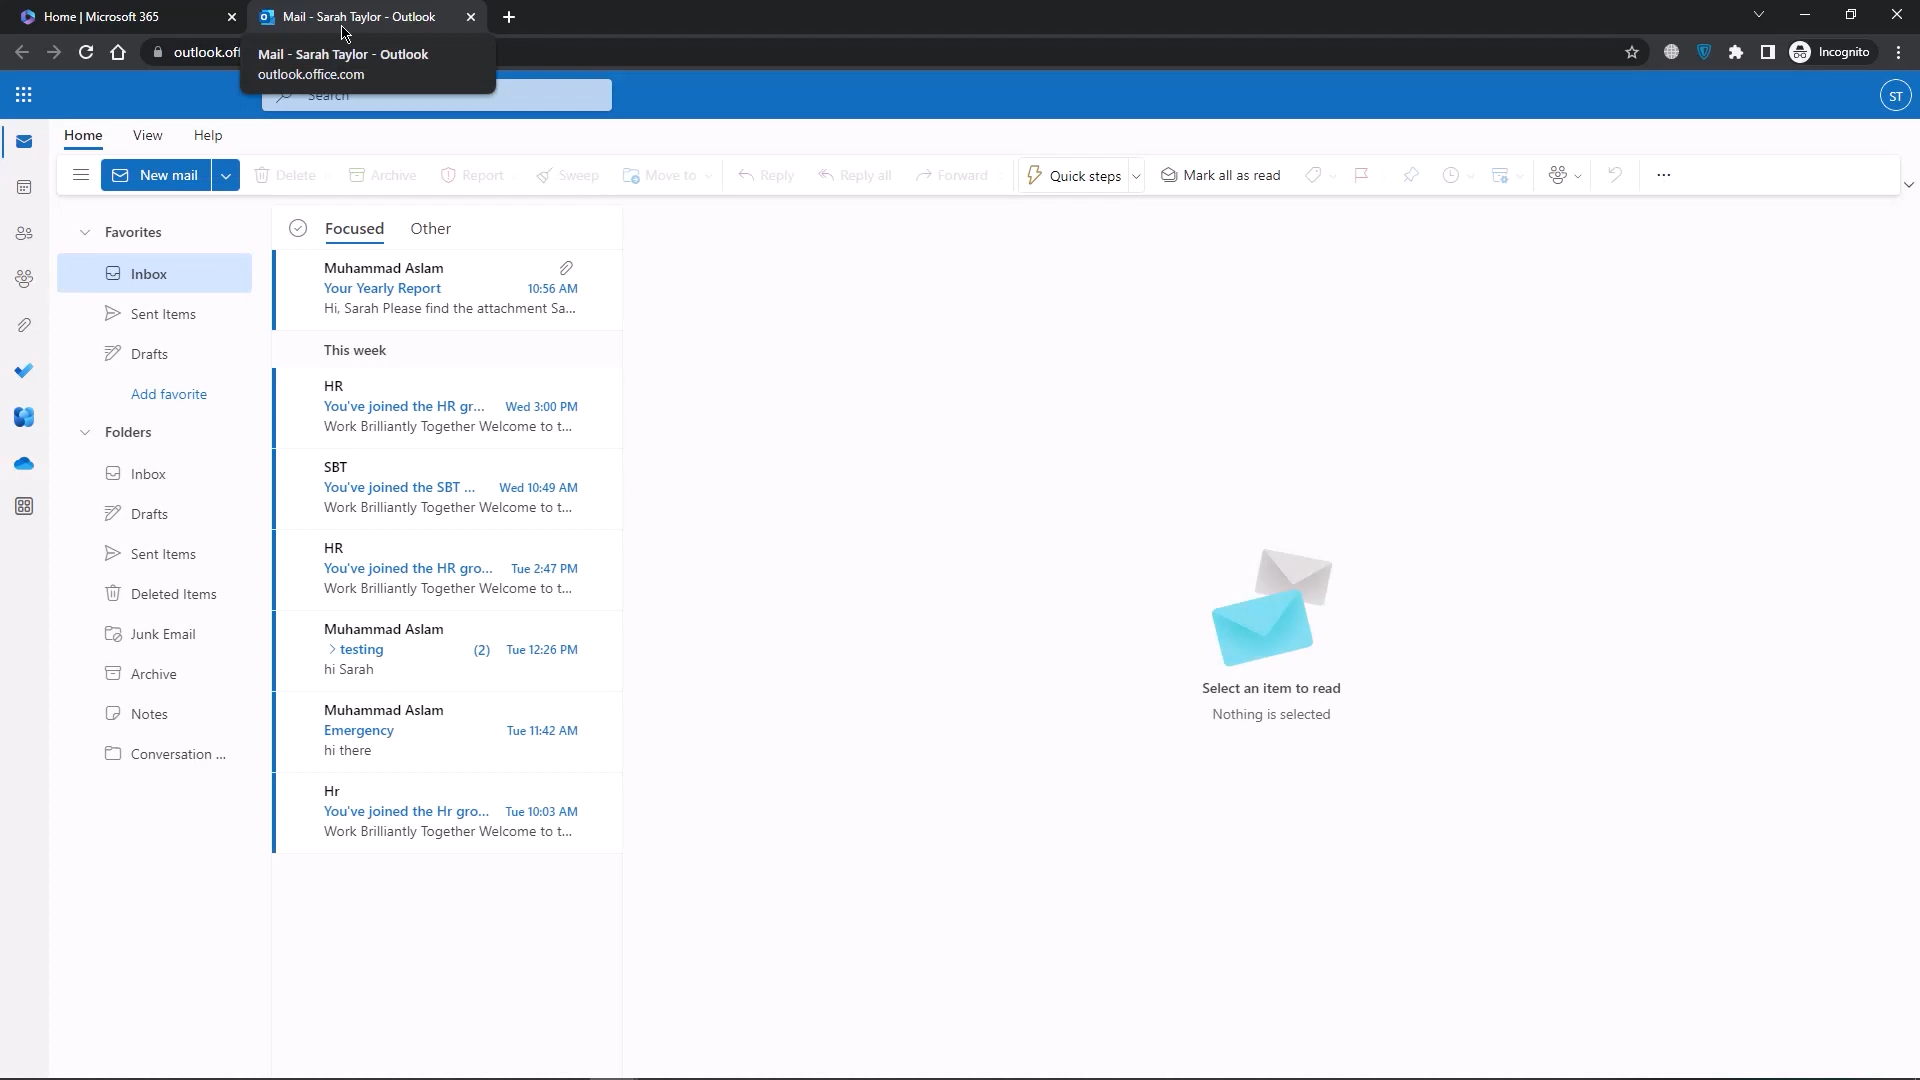 Home | Microsoft 365
Mail - Sarah Taylor - Outlook
outlook.off
Mail - Sarah Taylor - Outlook
outlook.office.com
Incognito
Search
ST
Home View Help
New mail Delete Archive Report Sweep Move to Reply Reply all Forward Quick steps Mark all as read
Favorites
Inbox
Sent Items
Drafts
Add favorite
Folders
Inbox
Drafts
Sent Items
Deleted Items
Junk Email
Archive
Notes
Conversation ...
Focused Other
Muhammad Aslam
Your Yearly Report 10:56 AM
Hi, Sarah Please find the attachment Sa...
This week
HR
You've joined the HR gr... Wed 3:00 PM
Work Brilliantly Together Welcome to t...
SBT
You've joined the SBT ... Wed 10:49 AM
Work Brilliantly Together Welcome to t...
HR
You've joined the HR gro... Tue 2:47 PM
Work Brilliantly Together Welcome to t...
Muhammad Aslam
testing (2) Tue 12:26 PM
hi Sarah
Muhammad Aslam
Emergency Tue 11:42 AM
hi there
Hr
You've joined the Hr gro... Tue 10:03 AM
Work Brilliantly Together Welcome to t...
Select an item to read
Nothing is selected